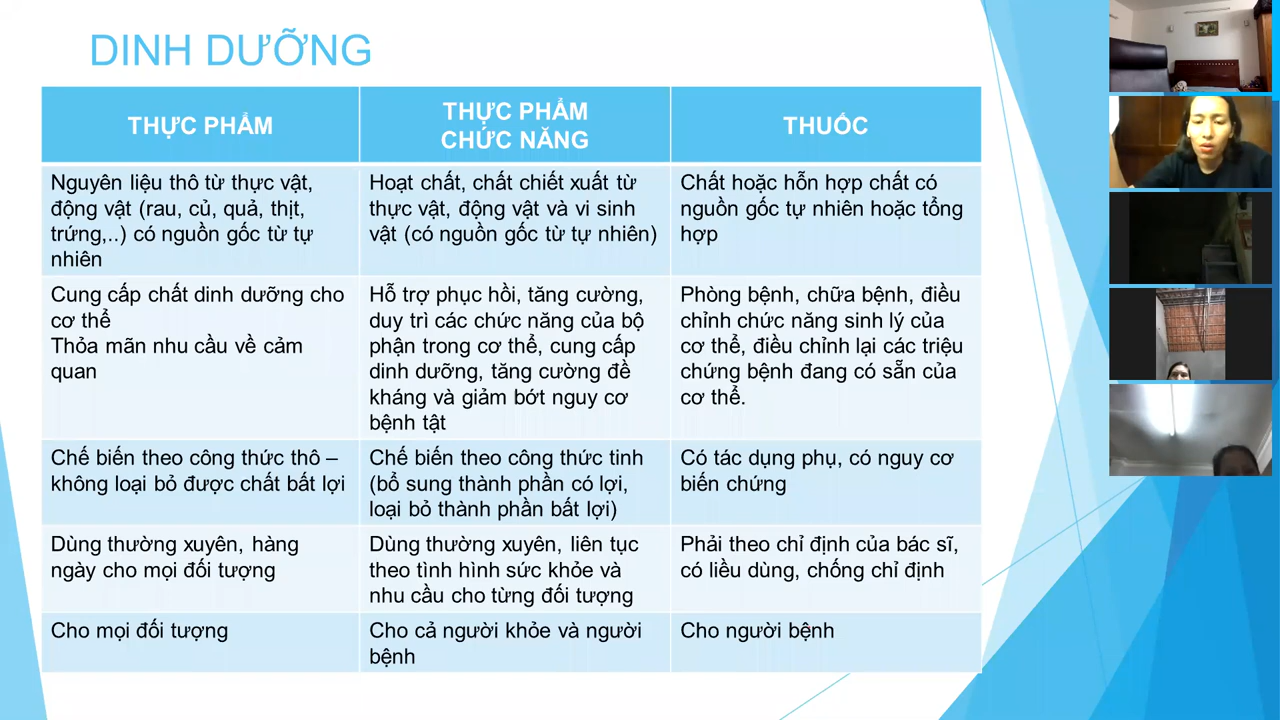 DINH DƯỠNG
THỰC PHẨM
THỰC PHẨM
CHỨC NĂNG
THUỐC
Nguyên liệu thô từ thực vật,
động vật (rau, củ, quả, thịt,
trứng,..) có nguồn gốc từ tự
nhiên
Hoạt chất, chất chiết xuất từ
thực vật, động vật và vi sinh
vật (có nguồn gốc từ tự nhiên)
Chất hoặc hỗn hợp chất có
nguồn gốc tự nhiên hoặc tổng
hợp
Cung cấp chất dinh dưỡng cho
cơ thể
Thỏa mãn nhu cầu về cảm
quan
Hỗ trợ phục hồi, tăng cường,
duy trì các chức năng của bộ
phận trong cơ thể, cung cấp
dinh dưỡng, tăng cường đề
kháng và giảm bớt nguy cơ
bệnh tật
Phòng bệnh, chữa bệnh, điều
chỉnh chức năng sinh lý của
cơ thể, điều chỉnh lại các triệu
chứng bệnh đang có sẵn của
cơ thể.
Chế biến theo công thức thô –
không loại bỏ được chất bất lợi
Chế biến theo công thức tinh
(bổ sung thành phần có lợi,
loại bỏ thành phần bất lợi)
Có tác dụng phụ, có nguy cơ
biến chứng
Dùng thường xuyên, hàng
ngày cho mọi đối tượng
Dùng thường xuyên, liên tục
theo tình hình sức khỏe và
nhu cầu cho từng đối tượng
Phải theo chỉ định của bác sĩ,
có liều dùng, chống chỉ định
Cho mọi đối tượng
Cho cả người khỏe và người
bệnh
Cho người bệnh